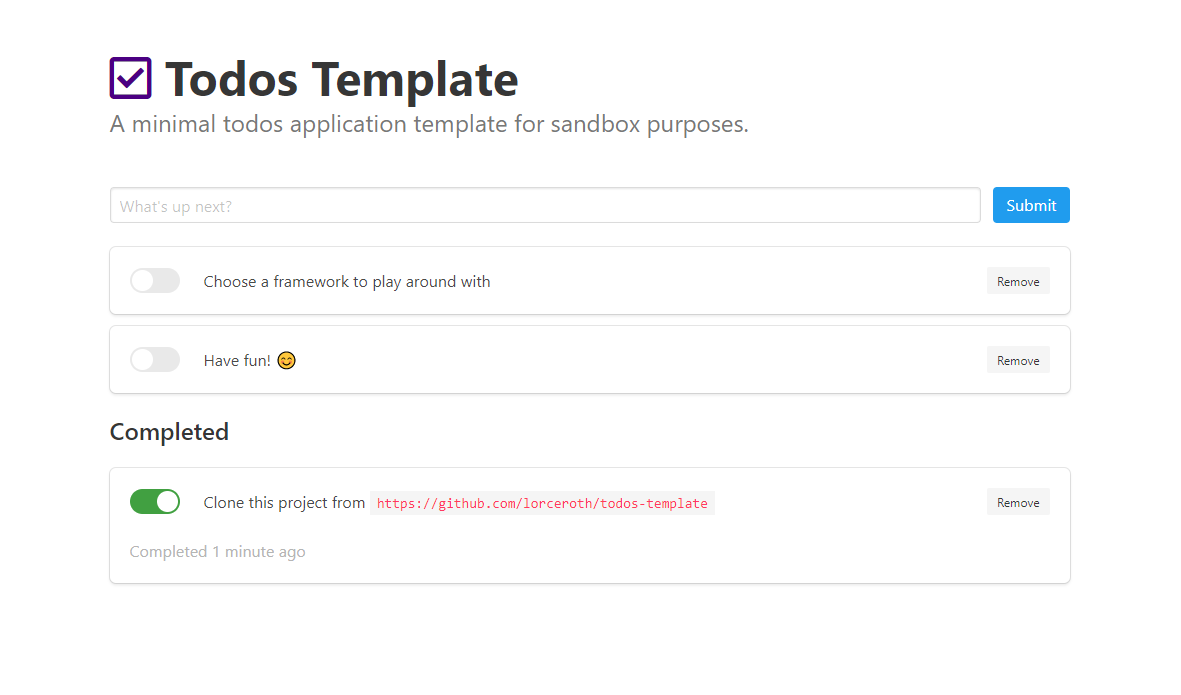 Todos Template
A minimal todos application template for sandbox purposes.
What's up next?
Submit
Choose a framework to play around with
Remove
Have fun! 😊
Remove
Completed
Clone this project from https://github.com/lorceroth/todos-template
Remove
Completed 1 minute ago